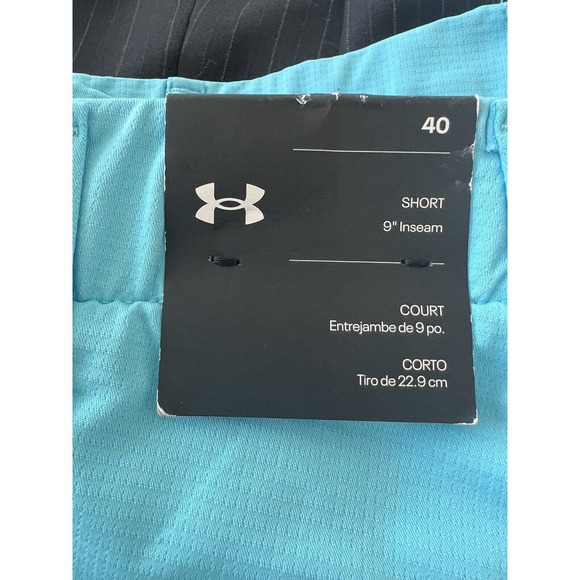 40
SHORT
9" Inseam
COURT
Entrejambe de 9 po.
CORTO
Tiro de 22.9 cm